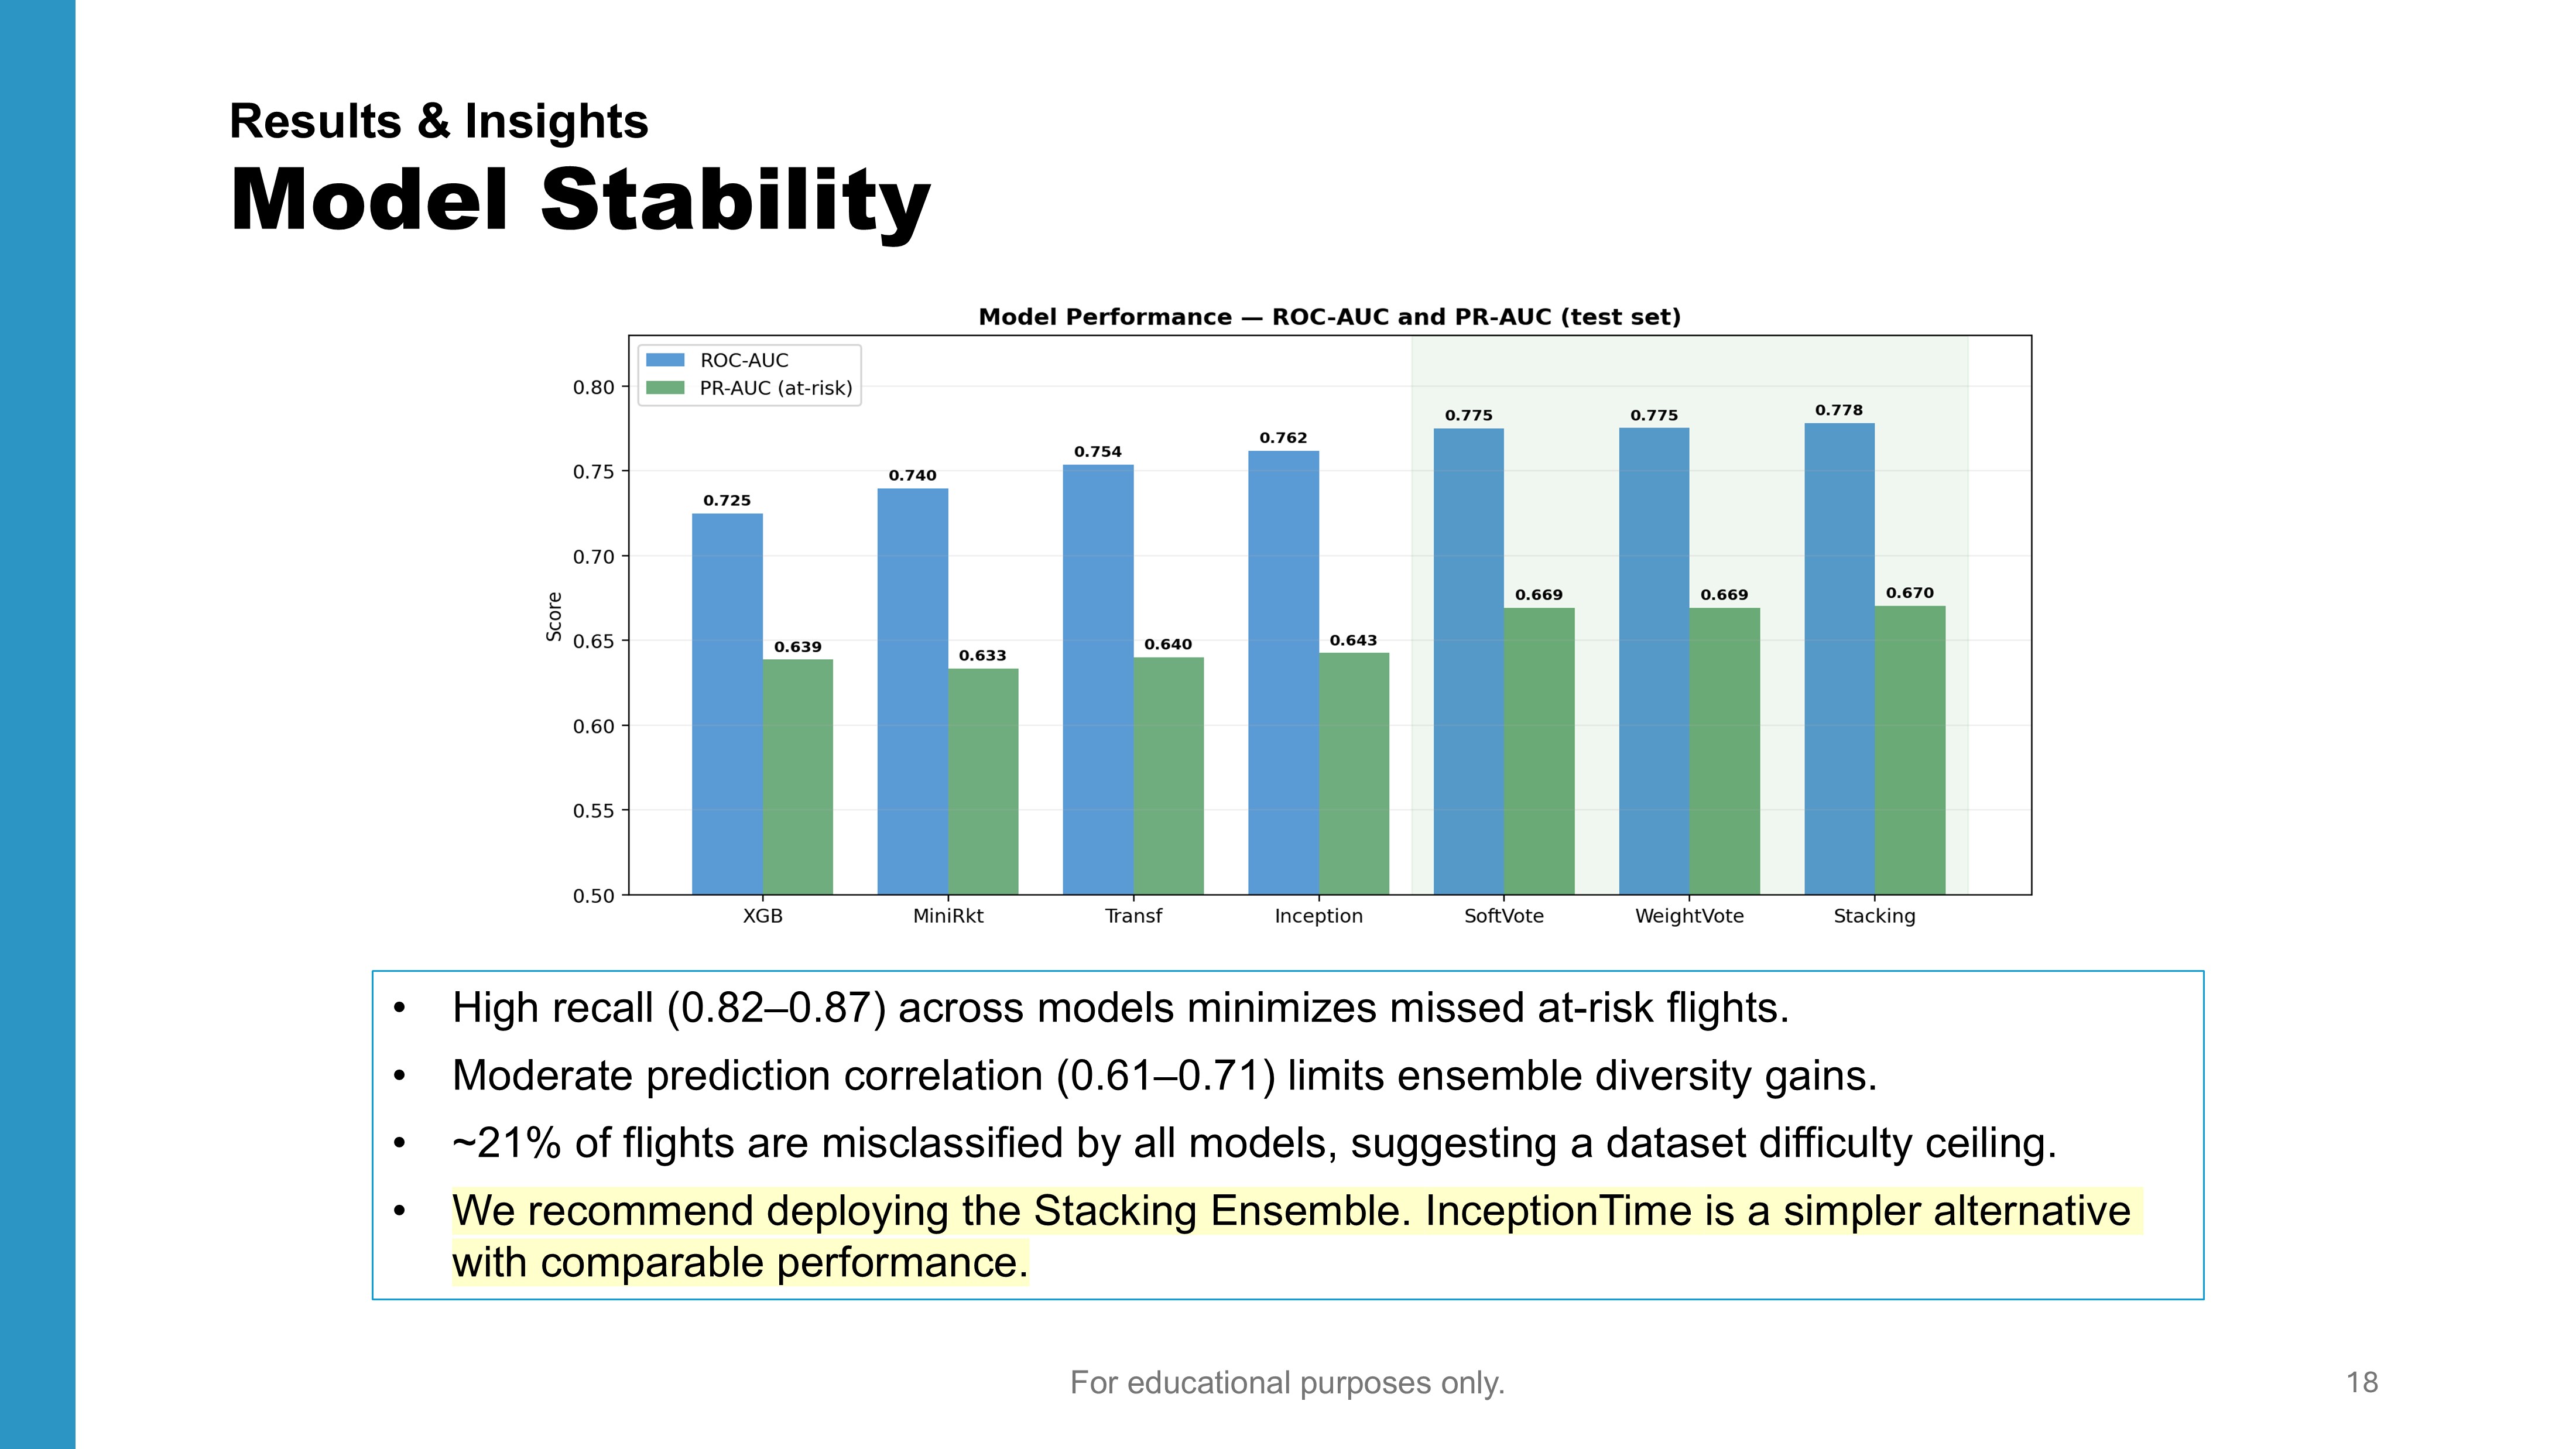 Results & Insights
Model Stability
Model Performance — ROC-AUC and PR-AUC (test set)
ROC-AUC
PR-AUC (at-risk)
Score
0.80
0.75
0.70
0.65
0.60
0.55
0.50
0.725
0.639
0.740
0.633
0.754
0.640
0.762
0.643
0.775
0.669
0.775
0.669
0.778
0.670
XGB
MiniRkt
Transf
Inception
SoftVote
WeightVote
Stacking
• High recall (0.82–0.87) across models minimizes missed at-risk flights.
• Moderate prediction correlation (0.61–0.71) limits ensemble diversity gains.
• ~21% of flights are misclassified by all models, suggesting a dataset difficulty ceiling.
• We recommend deploying the Stacking Ensemble. InceptionTime is a simpler alternative
with comparable performance.
For educational purposes only.
18